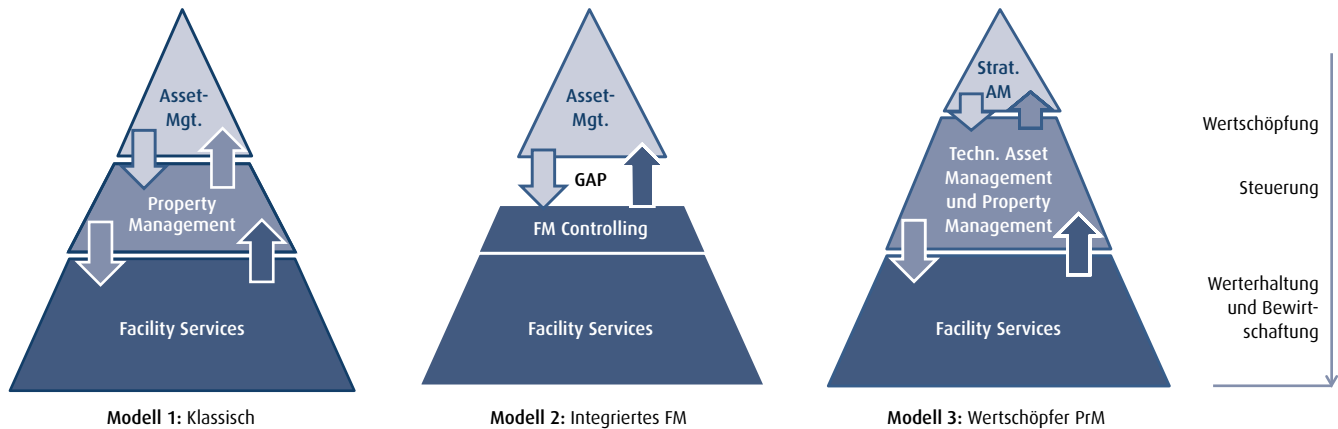 Asset-
Mgt.
Property
Management
Facility Services
Modell 1: Klassisch
Asset-
Mgt.
GAP
FM Controlling
Facility Services
Modell 2: Integriertes FM
Strat.
AM
Techn. Asset
Management
und Property
Management
Facility Services
Modell 3: Wertschöpfer PrM
Wertschöpfung
Steuerung
Werterhaltung
und Bewirt-
schaftung